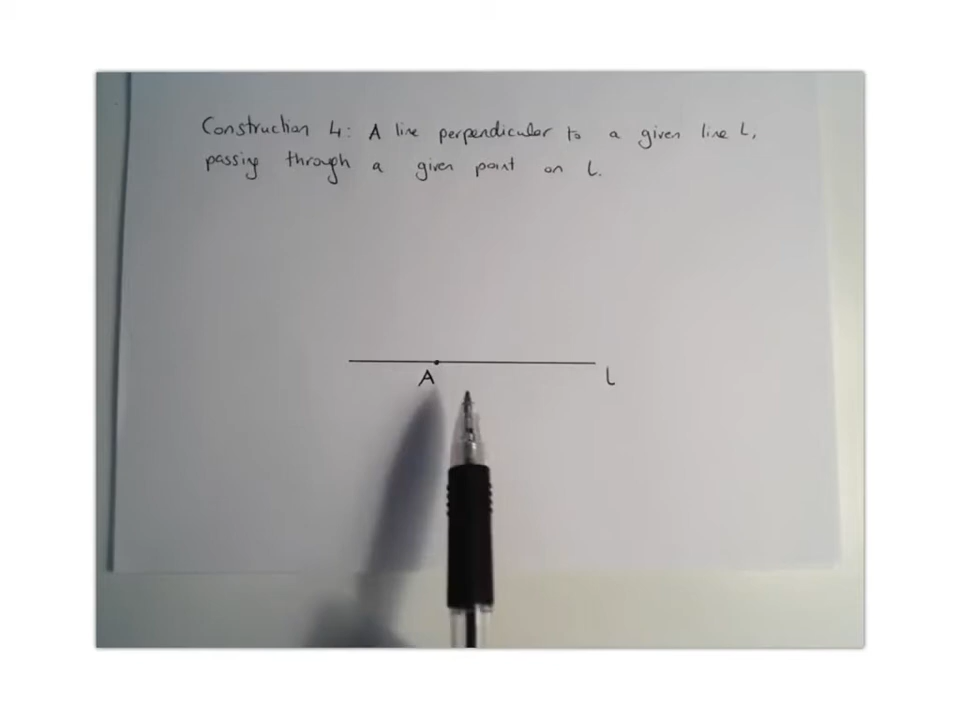 Construction 4: A line perpendicular to a given line L,
passing through a given point on L.
A
L